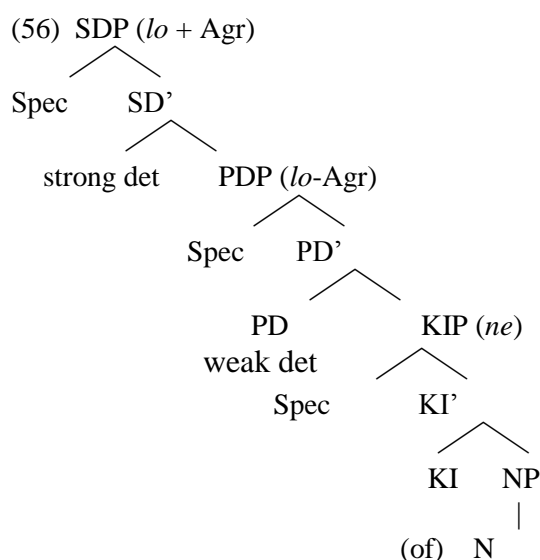 (56) SDP (lo + Agr)
Spec SD’
strong det PDP (lo-Agr)
Spec PD’
PD KIP (ne)
weak det
Spec KI’
KI NP
(of) N